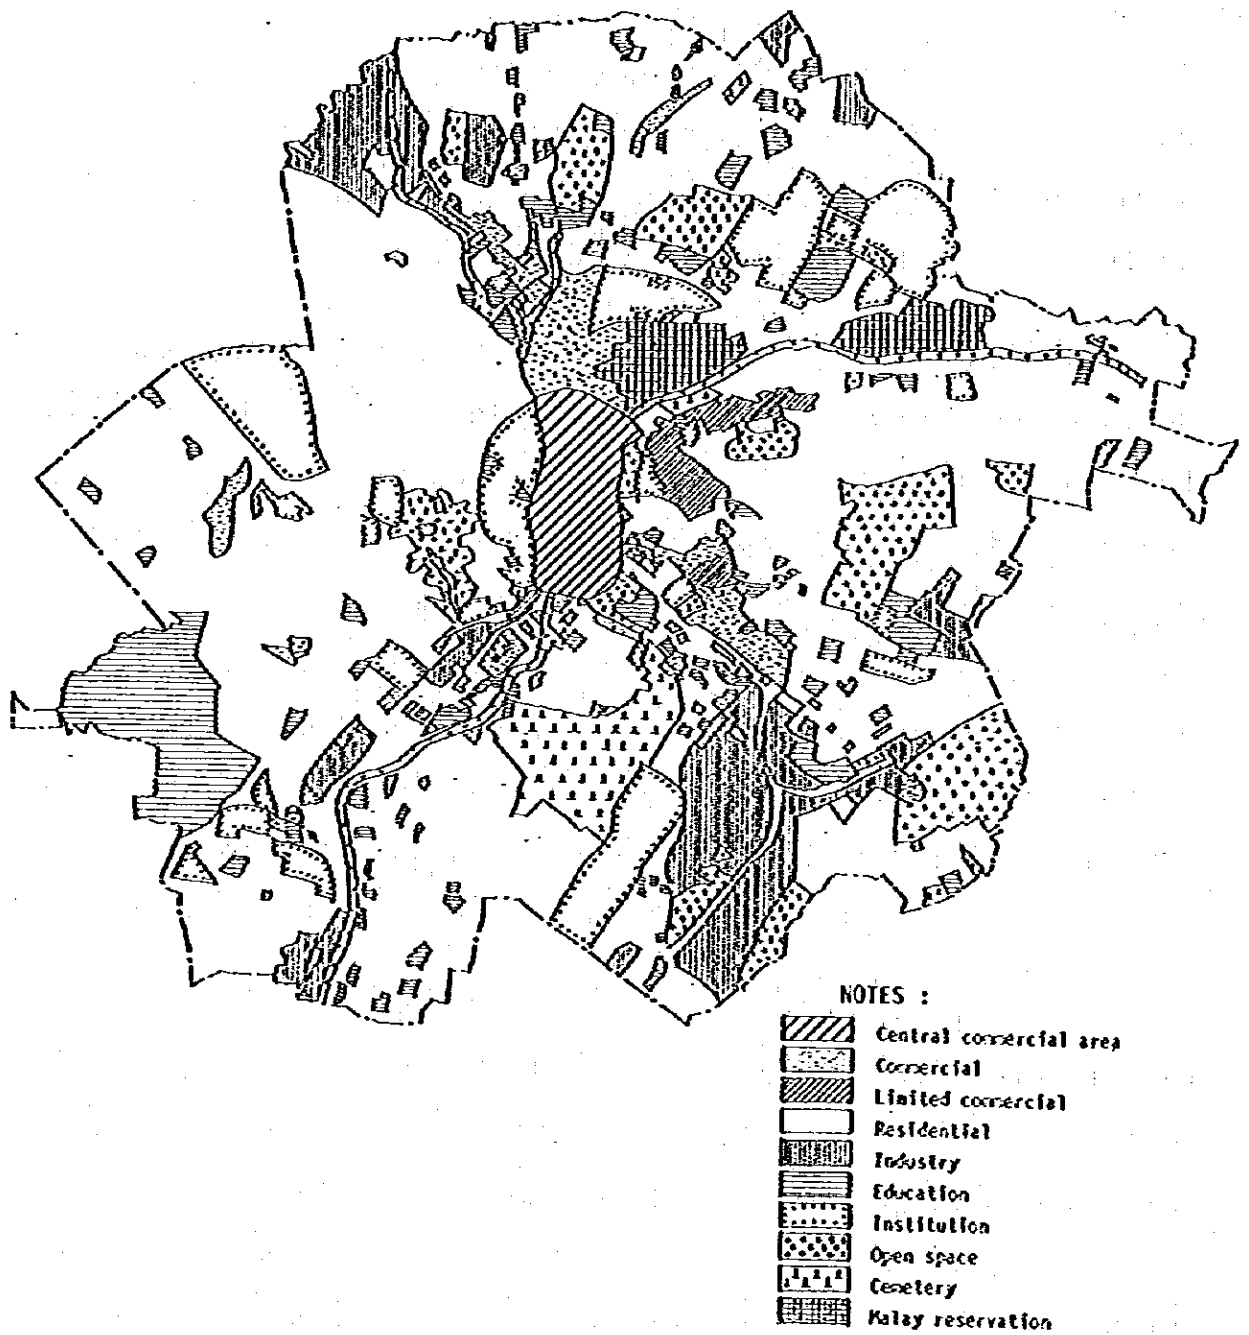 NOTES :
Central commercial area
Commercial
Limited commercial
Residential
Industry
Education
Institution
Open space
Cemetery
Malay reservation